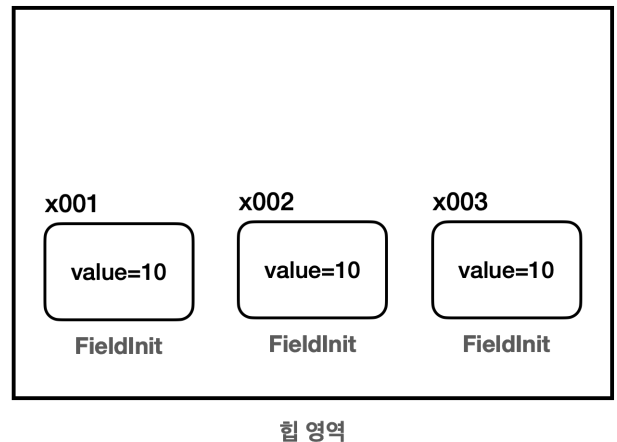 x001 x002 x003
value=10 value=10 value=10
FieldInit FieldInit FieldInit
힙 영역